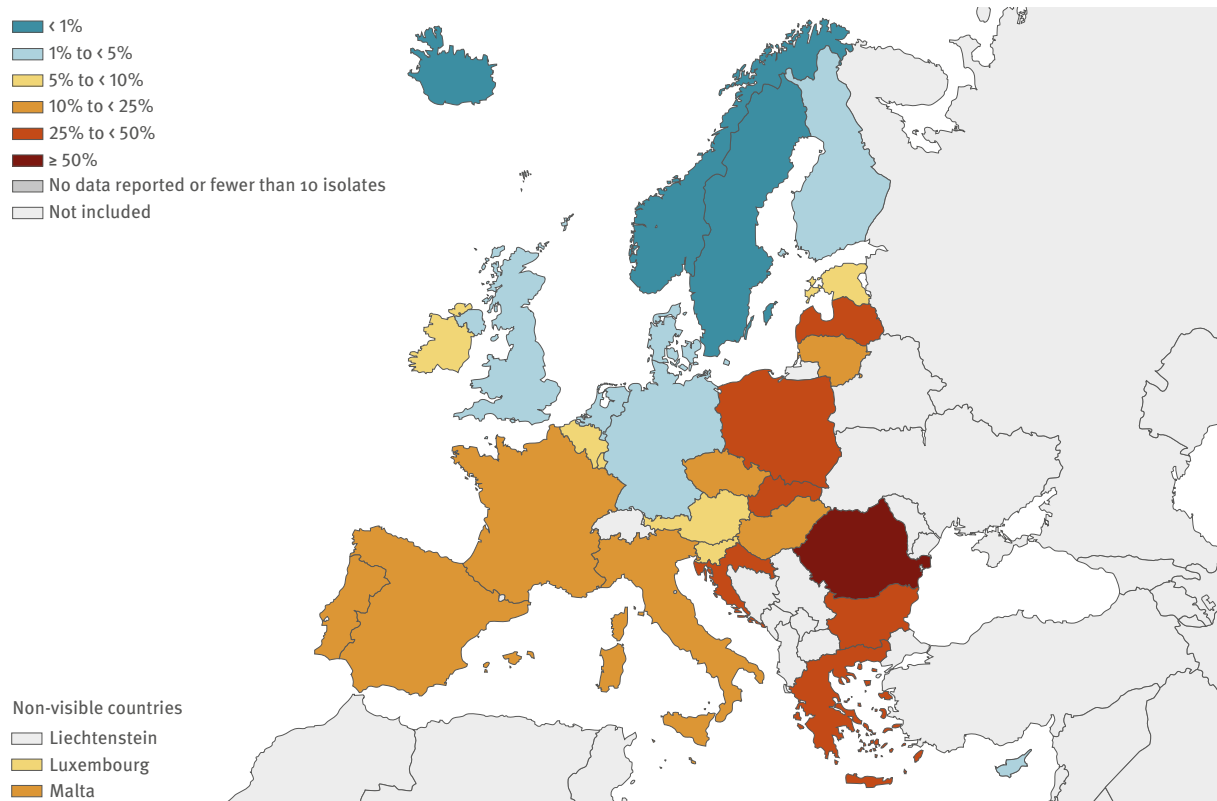 < 1%
1% to < 5%
5% to < 10%
10% to < 25%
25% to < 50%
≥ 50%
No data reported or fewer than 10 isolates
Not included
Non-visible countries
Liechtenstein
Luxembourg
Malta